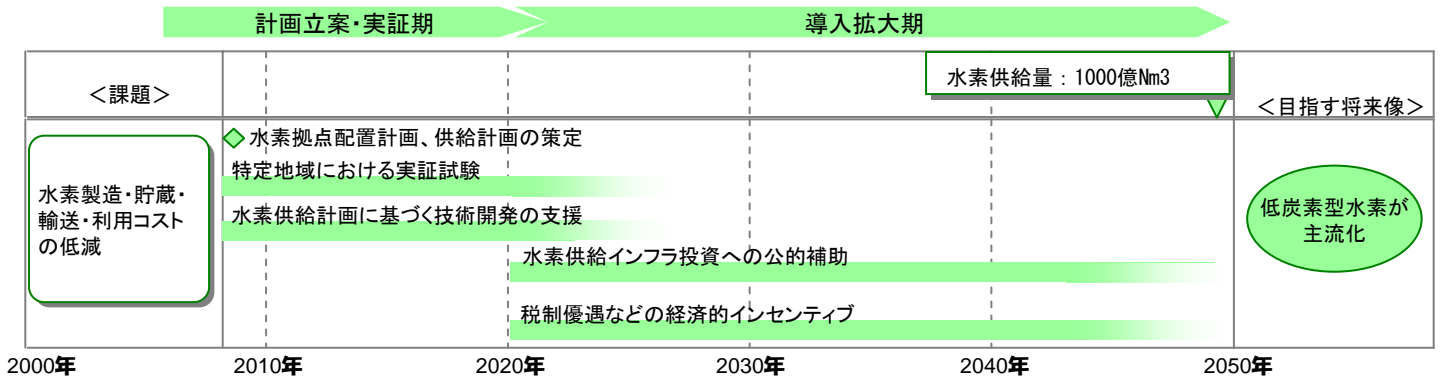 計画立案・実証期
導入拡大期
水素供給量：1000億Nm3
＜課題＞
＜目指す将来像＞
水素製造・貯蔵・
輸送・利用コスト
の低減
水素拠点配置計画、供給計画の策定
特定地域における実証試験
水素供給計画に基づく技術開発の支援
水素供給インフラ投資への公的補助
税制優遇などの経済的インセンティブ
低炭素型水素が
主流化
2000年 2010年 2020年 2030年 2040年 2050年